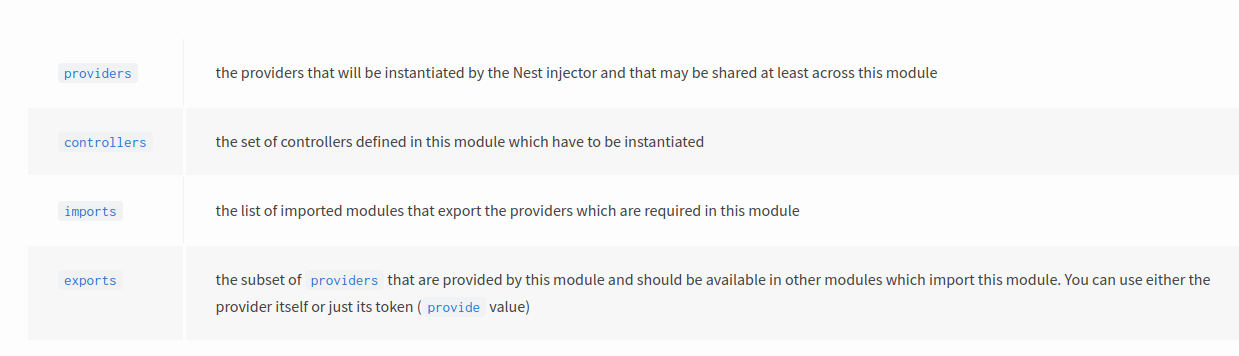 providers the providers that will be instantiated by the Nest injector and that may be shared at least across this module
controllers the set of controllers defined in this module which have to be instantiated
imports the list of imported modules that export the providers which are required in this module
exports the subset of providers that are provided by this module and should be available in other modules which import this module. You can use either the
provider itself or just its token ( provide value)